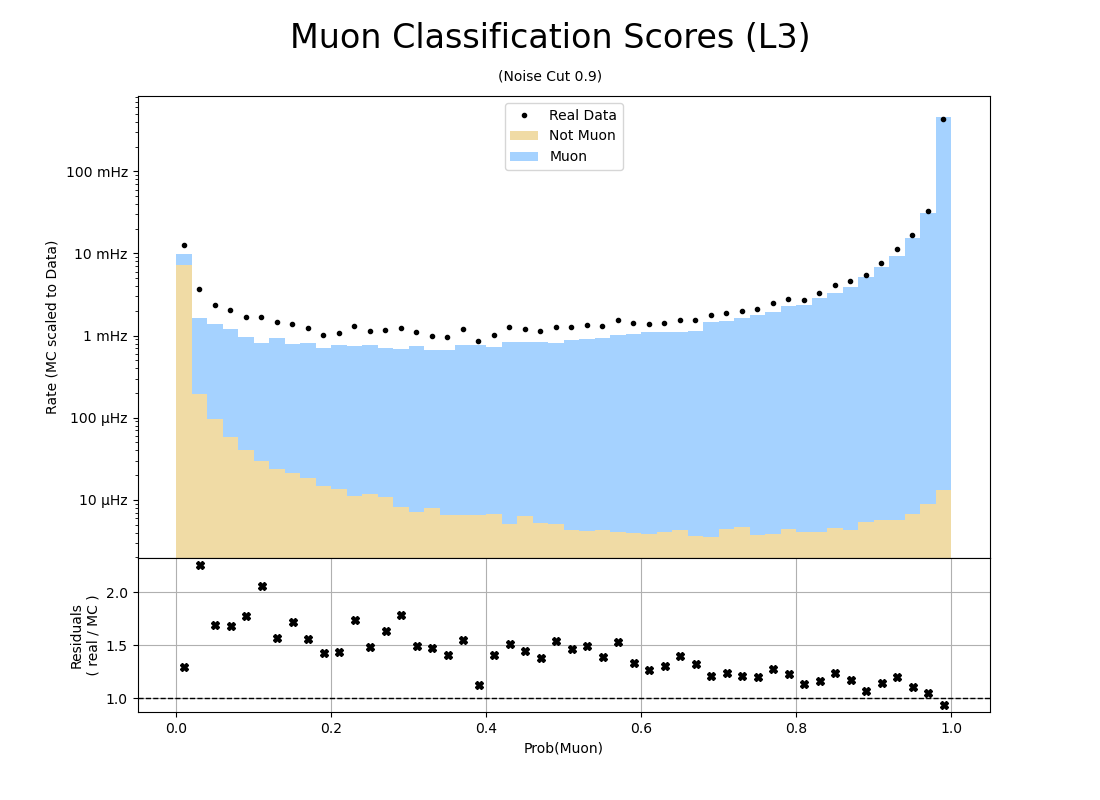 Muon Classification Scores (L3)
(Noise Cut 0.9)
Real Data
Not Muon
Muon
Rate (MC scaled to Data)
100 mHz
10 mHz
1 mHz
100 µHz
10 µHz
Residuals
( real / MC )
2.0
1.5
1.0
0.0 0.2 0.4 0.6 0.8 1.0
Prob(Muon)